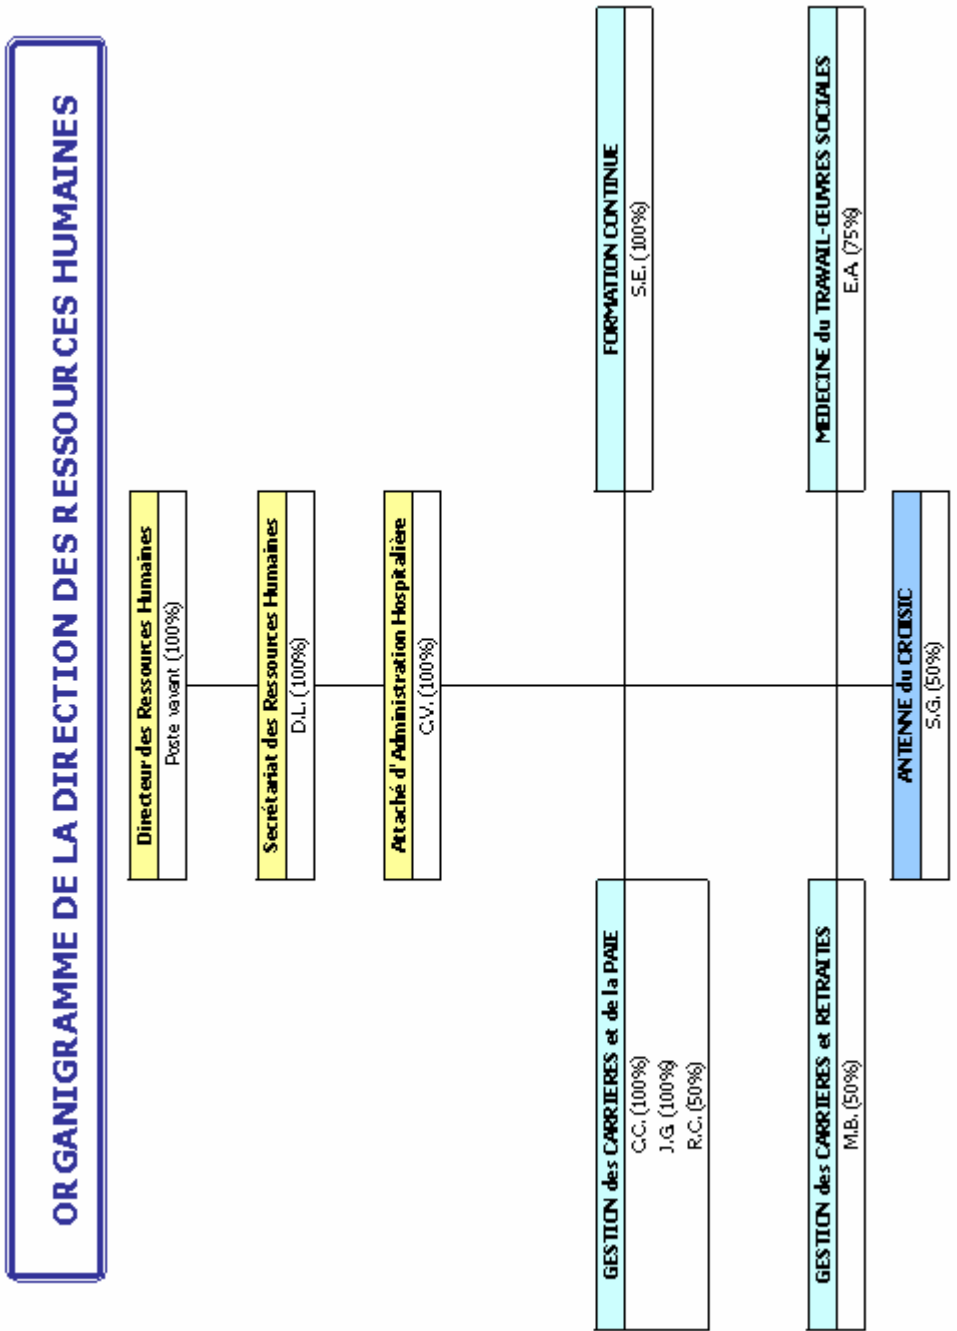 ORGANIGRAMME DE LA DIRECTION DES RESSOURCES HUMAINES
Directeur des Ressources Humaines
Poste vavant (100%)
Secrétariat des Ressources Humaines
D.L. (100%)
Attaché d'Administration Hospitalière
C.V. (100%)
GESTION des CARRIERES et de la PAIE
C.C. (100%)
J.G. (100%)
R.C. (50%)
FORMATION CONTINUE
S.E. (100%)
GESTION des CARRIERES et RETRAITES
M.B. (50%)
MEDECINE du TRAVAIL-ŒUVRES SOCIALES
E.A. (75%)
ANTENNE du CROISIC
S.G. (50%)